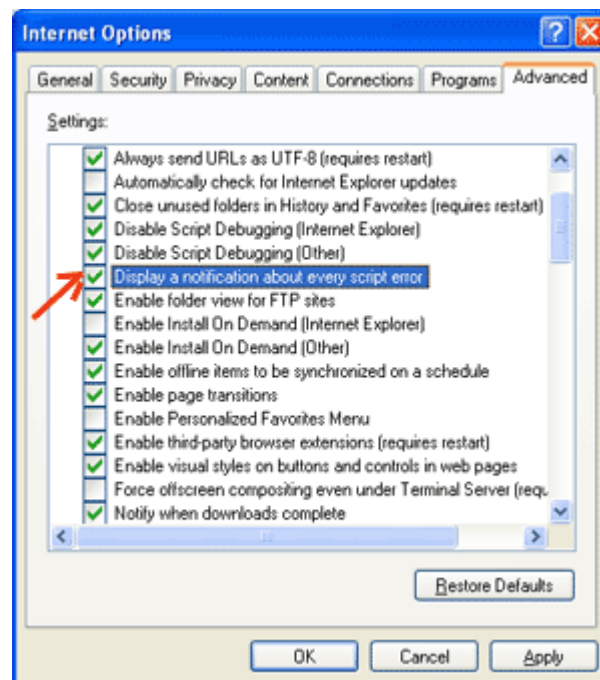 Internet Options
General Security Privacy Content Connections Programs Advanced
Settings:
Always send URLs as UTF-8 (requires restart)
Automatically check for Internet Explorer updates
Close unused folders in History and Favorites (requires restart)
Disable Script Debugging (Internet Explorer)
Disable Script Debugging (Other)
Display a notification about every script error
Enable folder view for FTP sites
Enable Install On Demand (Internet Explorer)
Enable Install On Demand (Other)
Enable offline items to be synchronized on a schedule
Enable page transitions
Enable Personalized Favorites Menu
Enable third-party browser extensions (requires restart)
Enable visual styles on buttons and controls in web pages
Force offscreen compositing even under Terminal Server (requ
Notify when downloads complete
Restore Defaults
OK Cancel Apply